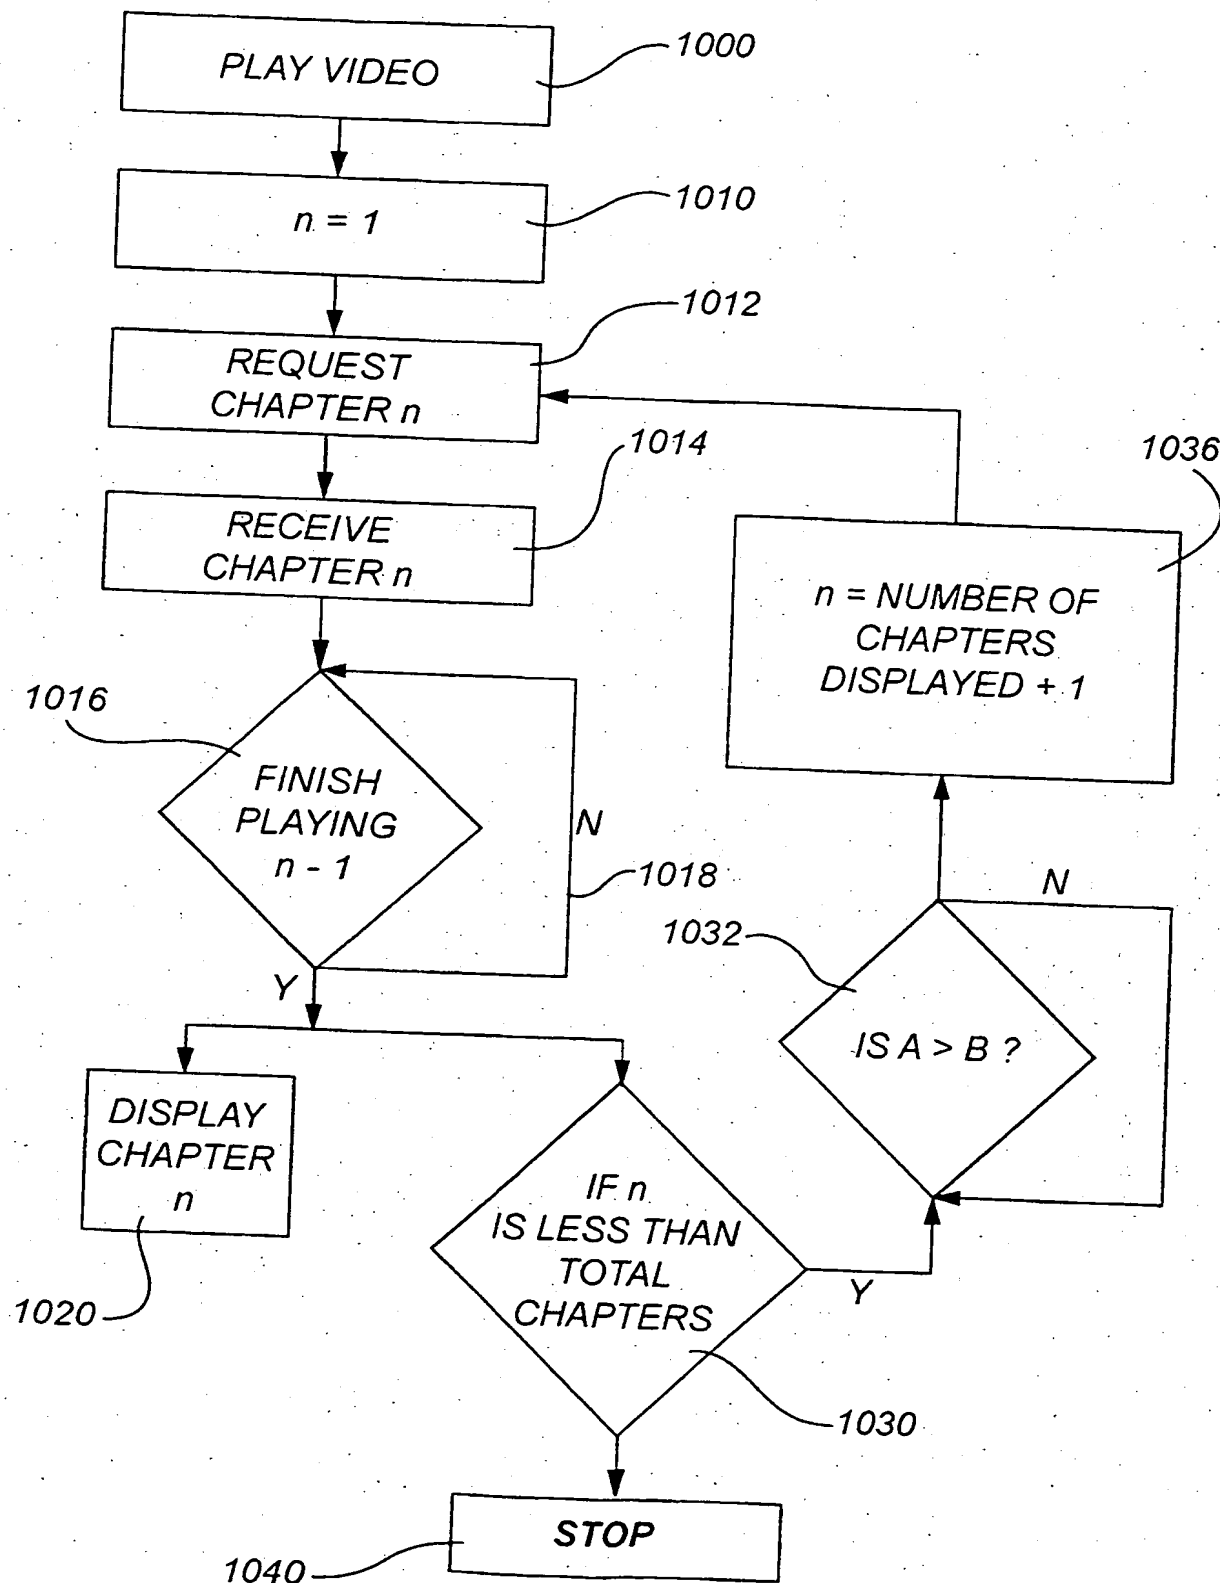 PLAY VIDEO
1000
n = 1
1010
REQUEST
CHAPTER n
1012
RECEIVE
CHAPTER n
1014
FINISH
PLAYING
n - 1
1016
N
1018
Y
DISPLAY
CHAPTER
n
1020
IF n
IS LESS THAN
TOTAL
CHAPTERS
1030
Y
IS A > B ?
1032
N
n = NUMBER OF
CHAPTERS
DISPLAYED + 1
1036
STOP
1040